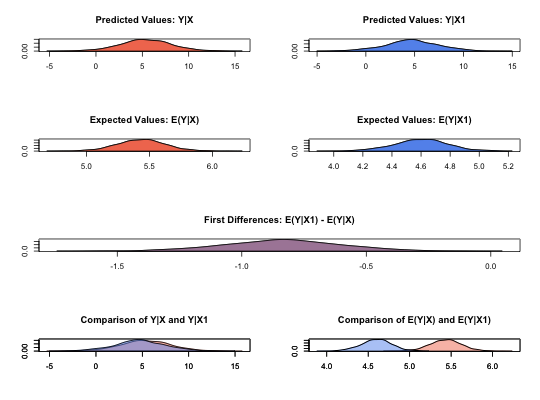 Predicted Values: Y|X
Predicted Values: Y|X1
0.00
-5 0 5 10 15
0.00
-5 0 5 10 15
Expected Values: E(Y|X)
Expected Values: E(Y|X1)
0.0
5.0 5.5 6.0
0.0
4.0 4.2 4.4 4.6 4.8 5.0 5.2
First Differences: E(Y|X1) - E(Y|X)
0.0
-1.5 -1.0 -0.5 0.0
Comparison of Y|X and Y|X1
Comparison of E(Y|X) and E(Y|X1)
0.00
-5 0 5 10 15
0.0
4.0 4.5 5.0 5.5 6.0